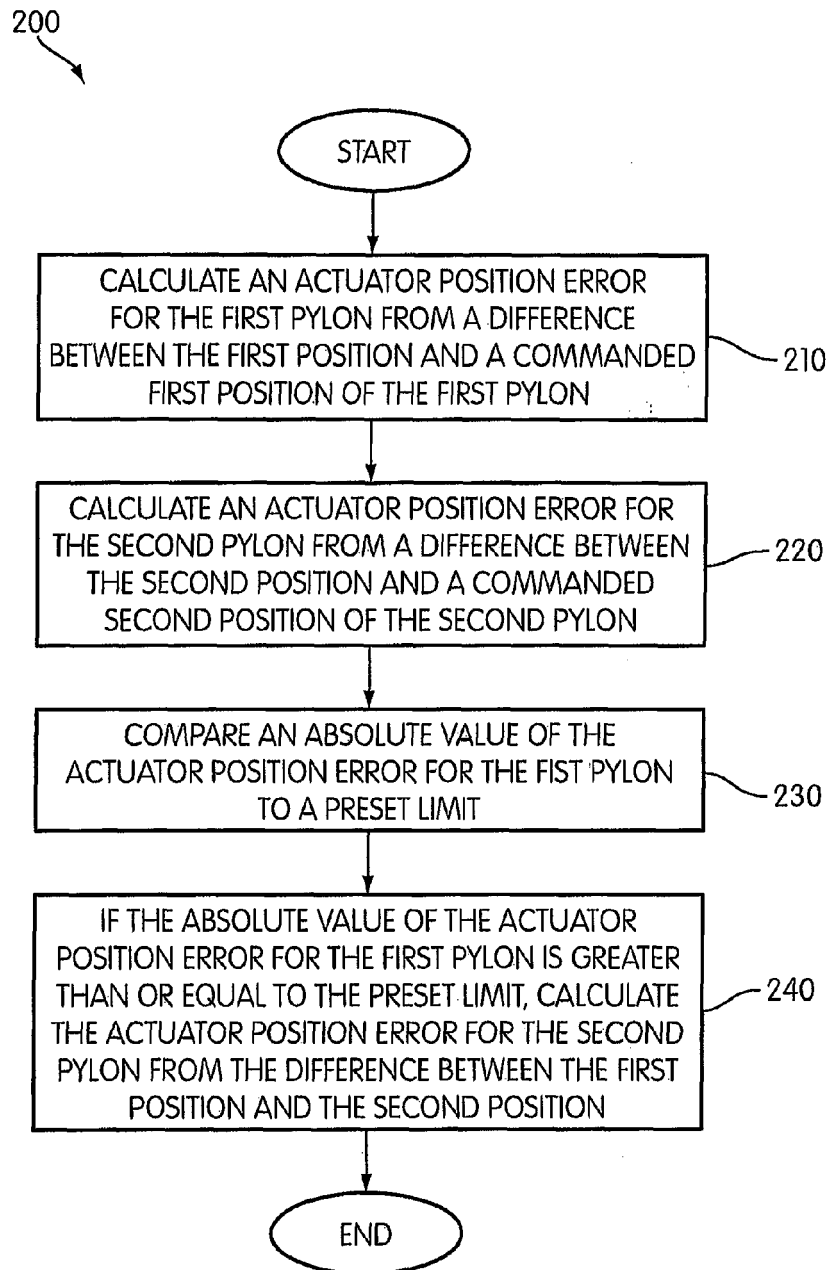 200
START
CALCULATE AN ACTUATOR POSITION ERROR
FOR THE FIRST PYLON FROM A DIFFERENCE
BETWEEN THE FIRST POSITION AND A COMMANDED
FIRST POSITION OF THE FIRST PYLON
210
CALCULATE AN ACTUATOR POSITION ERROR FOR
THE SECOND PYLON FROM A DIFFERENCE BETWEEN
THE SECOND POSITION AND A COMMANDED
SECOND POSITION OF THE SECOND PYLON
220
COMPARE AN ABSOLUTE VALUE OF THE
ACTUATOR POSITION ERROR FOR THE FIST PYLON
TO A PRESET LIMIT
230
IF THE ABSOLUTE VALUE OF THE ACTUATOR
POSITION ERROR FOR THE FIRST PYLON IS GREATER
THAN OR EQUAL TO THE PRESET LIMIT, CALCULATE
THE ACTUATOR POSITION ERROR FOR THE SECOND
PYLON FROM THE DIFFERENCE BETWEEN THE FIRST
POSITION AND THE SECOND POSITION
240
END